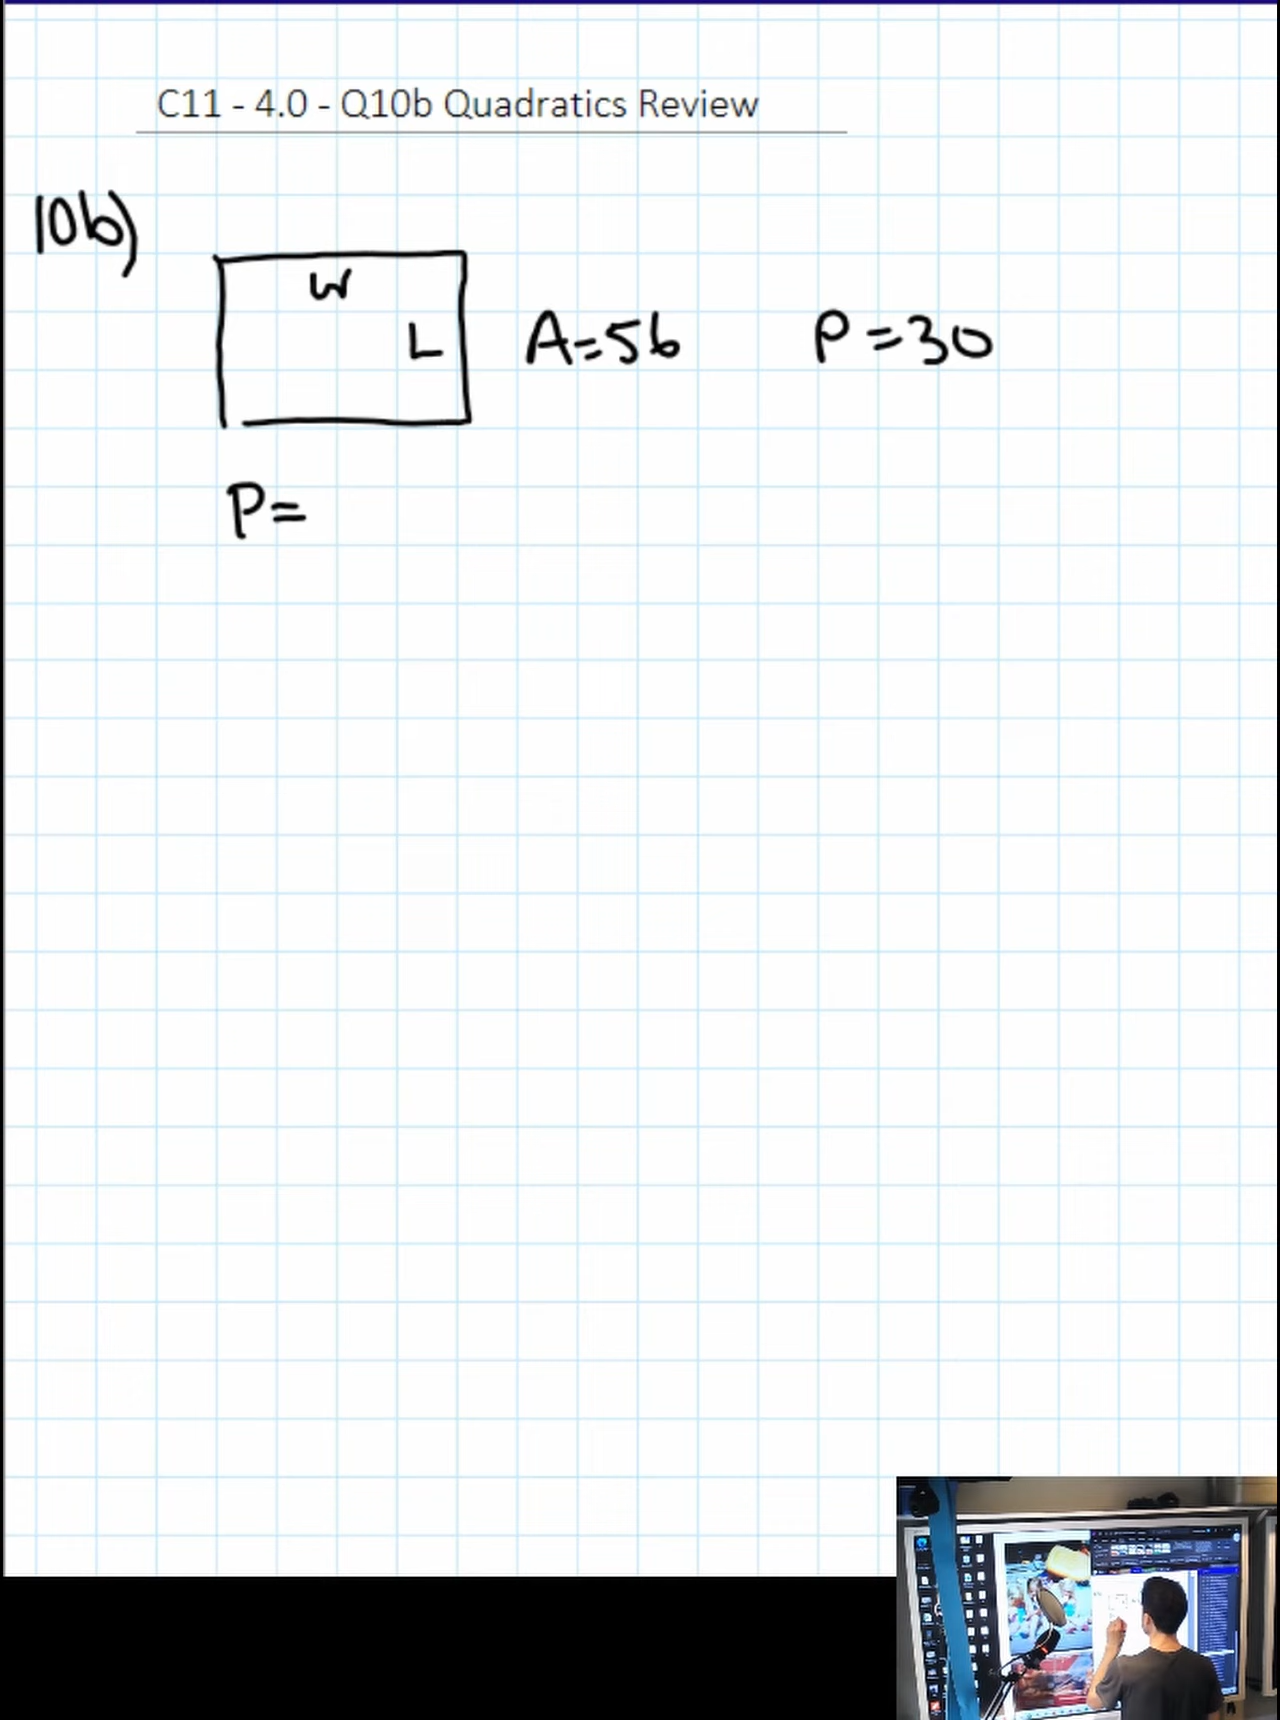 C11 - 4.0 - Q10b Quadratics Review
10b)
W
L
A=56
P=30
P=